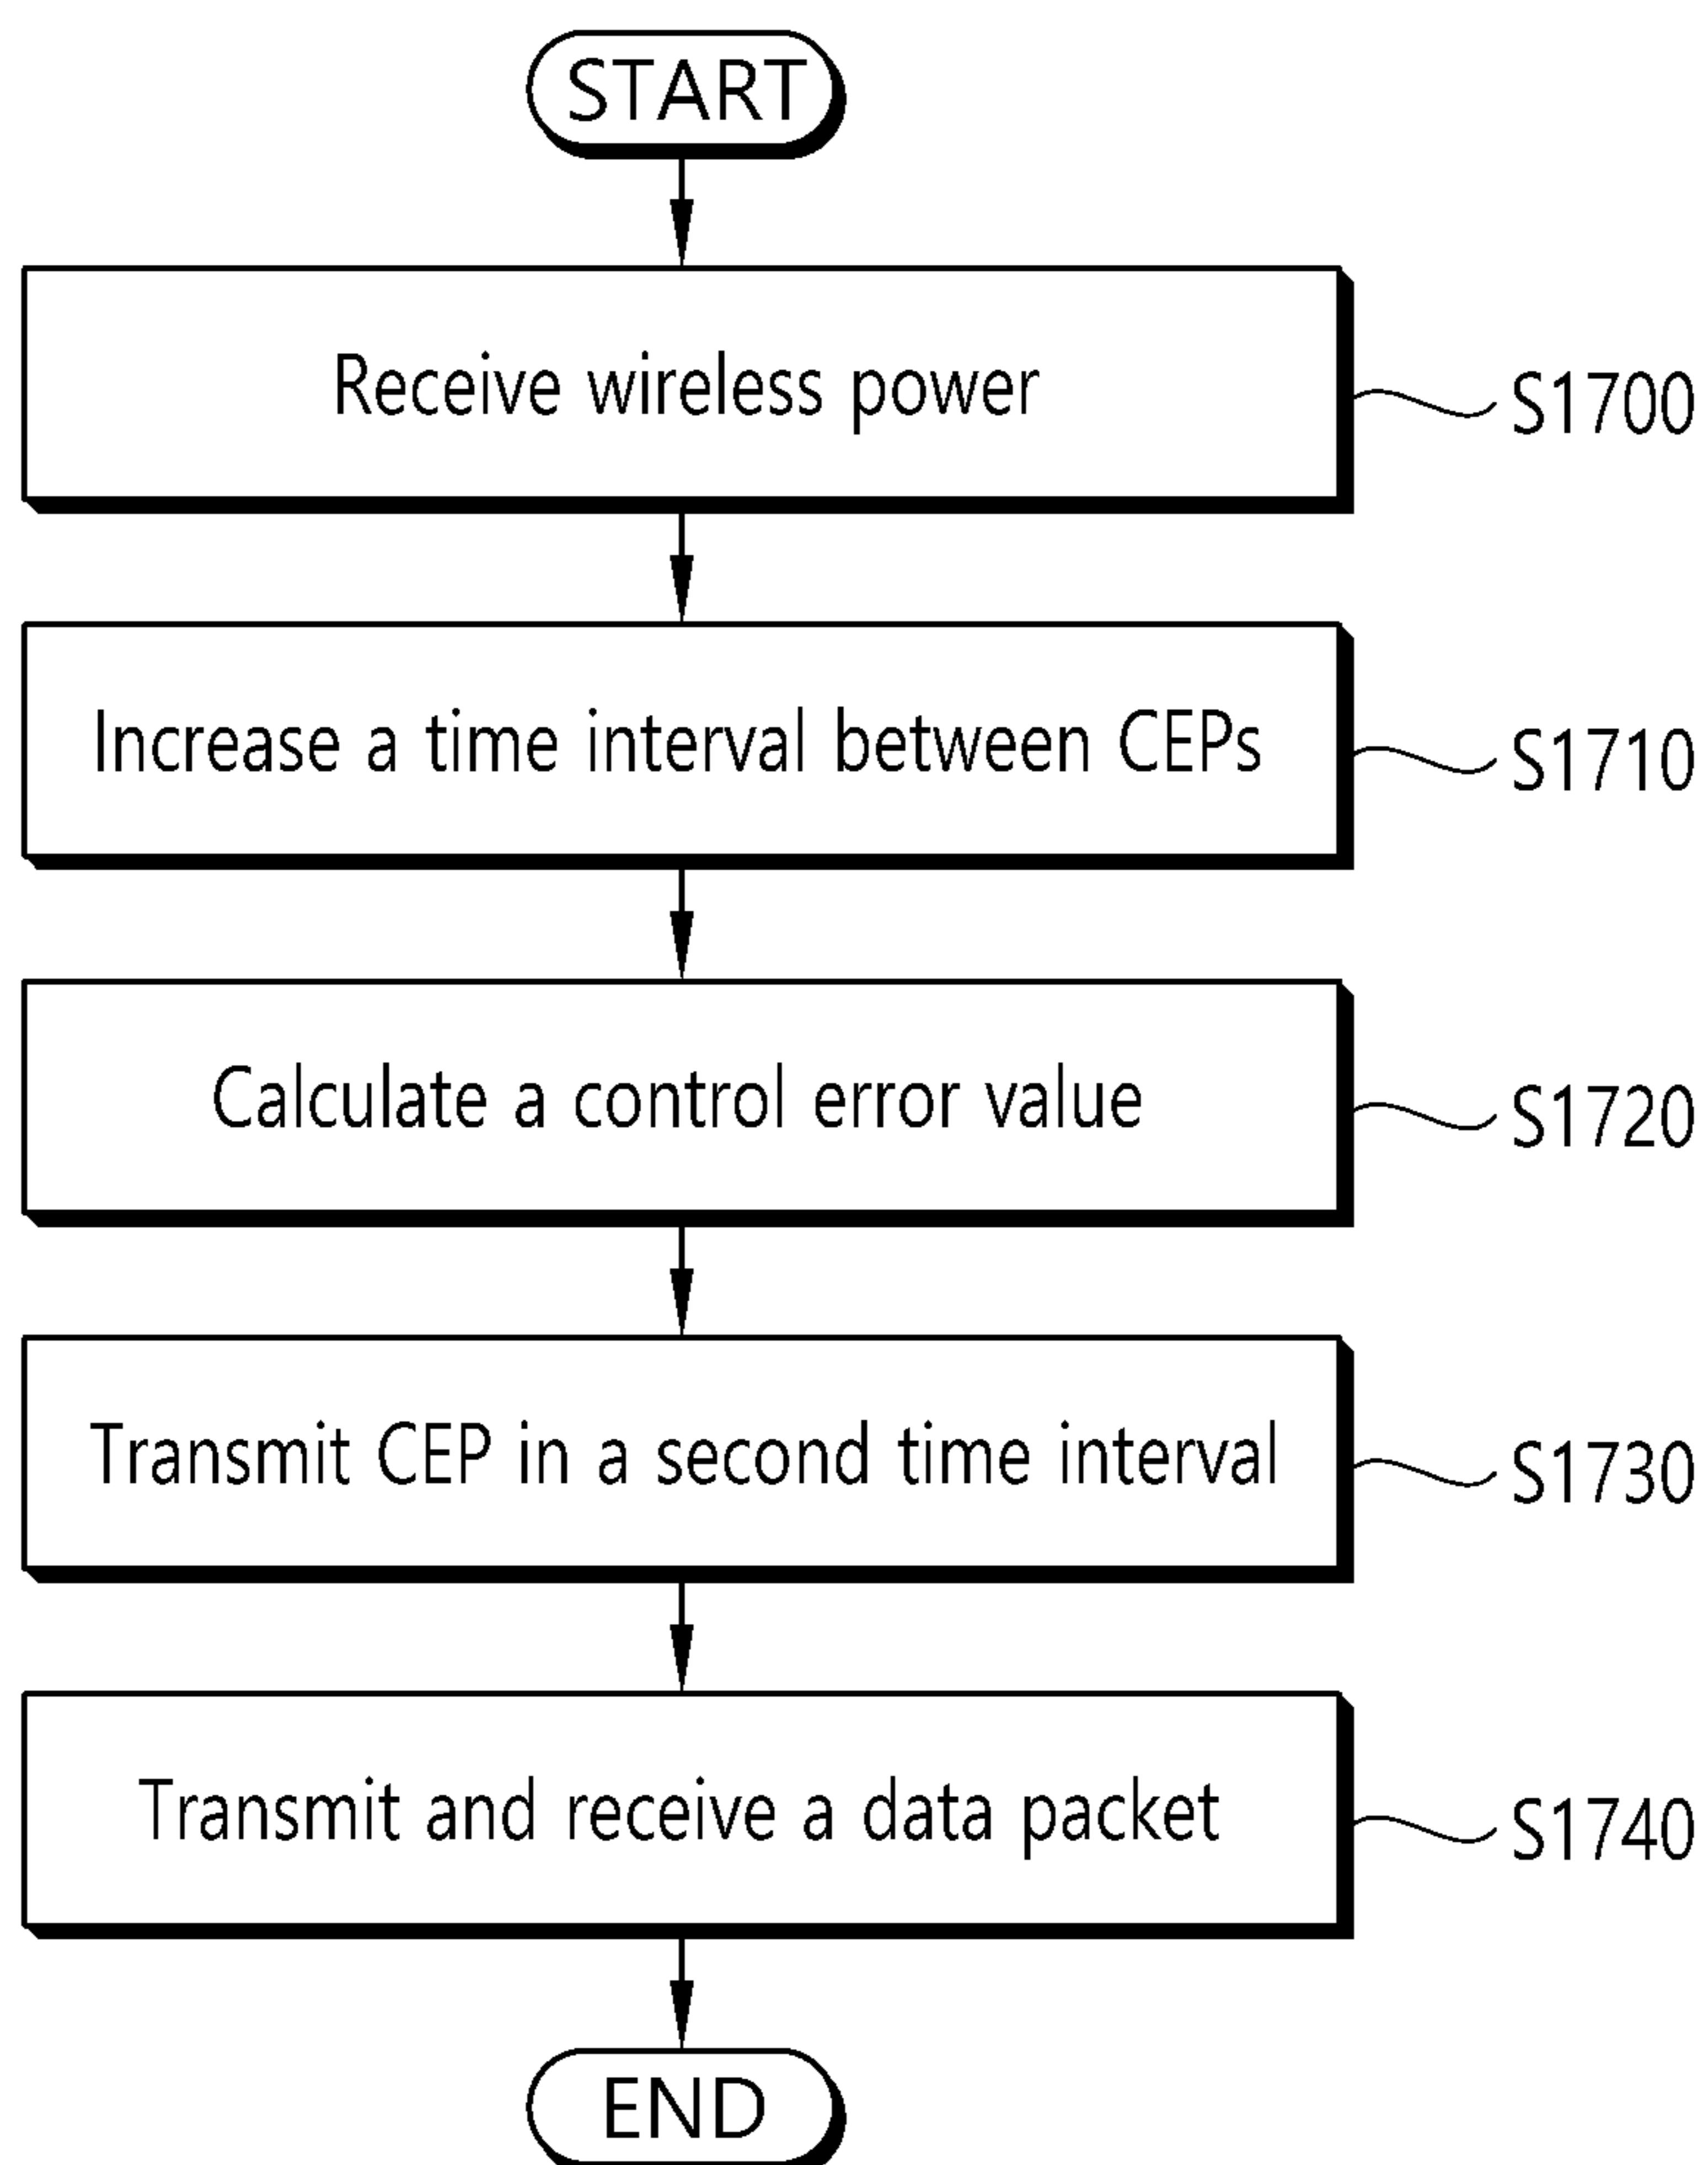 START
Receive wireless power
S1700
Increase a time interval between CEPs
S1710
Calculate a control error value
S1720
Transmit CEP in a second time interval
S1730
Transmit and receive a data packet
S1740
END